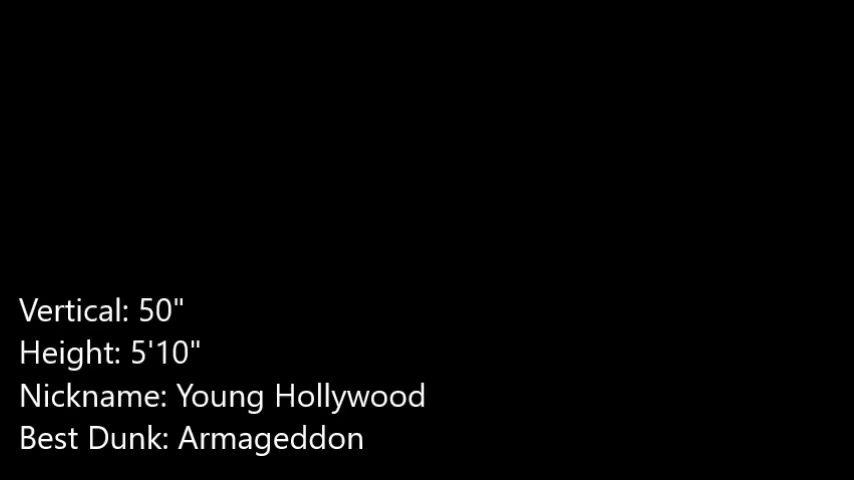 Vertical: 50"
Height: 5'10"
Nickname: Young Hollywood
Best Dunk: Armageddon